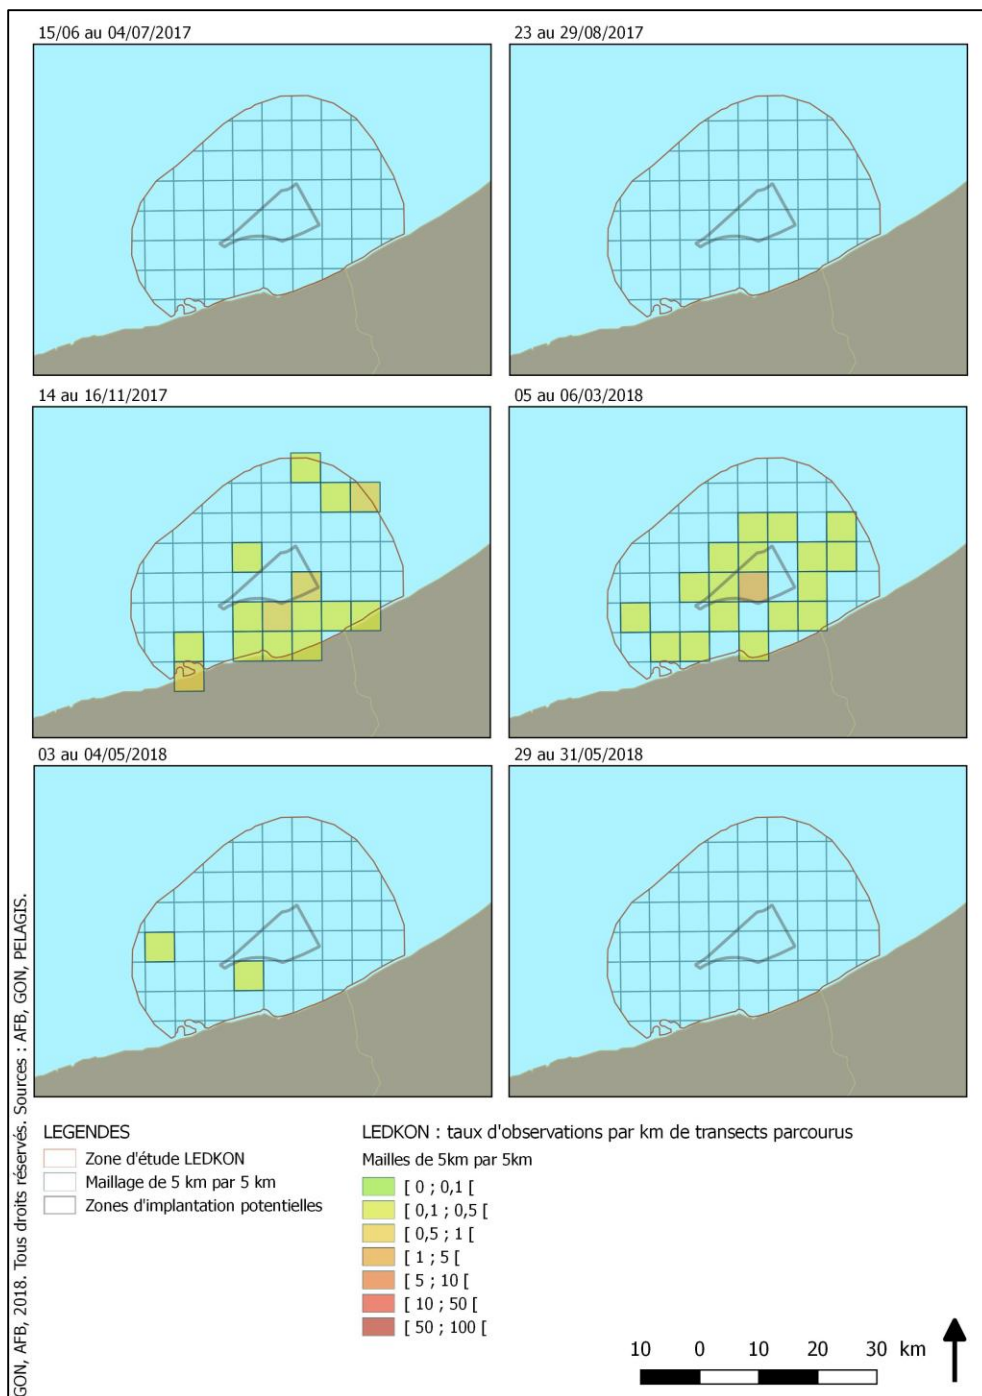 15/06 au 04/07/2017
23 au 29/08/2017
14 au 16/11/2017
05 au 06/03/2018
03 au 04/05/2018
29 au 31/05/2018
GON, AFB, 2018. Tous droits réservés. Sources : AFB, GON, PELAGIS.
LEGENDES
Zone d'étude LEDKON
Maillage de 5 km par 5 km
Zones d'implantation potentielles
LEDKON : taux d'observations par km de transects parcourus
Mailles de 5km par 5km
[ 0 ; 0,1 [
[ 0,1 ; 0,5 [
[ 0,5 ; 1 [
[ 1 ; 5 [
[ 5 ; 10 [
[ 10 ; 50 [
[ 50 ; 100 [
10 0 10 20 30 km